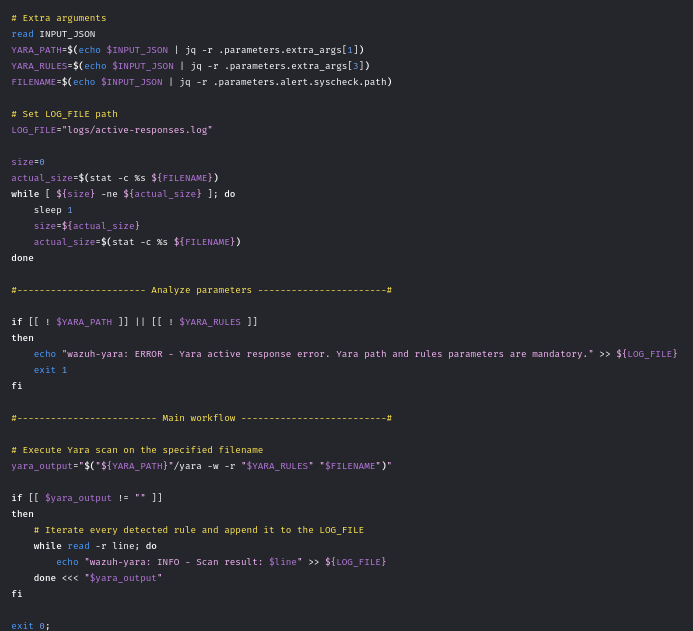 # Extra arguments
read INPUT_JSON
YARA_PATH=$(echo $INPUT_JSON | jq -r .parameters.extra_args[1])
YARA_RULES=$(echo $INPUT_JSON | jq -r .parameters.extra_args[3])
FILENAME=$(echo $INPUT_JSON | jq -r .parameters.alert.syscheck.path)

# Set LOG_FILE path
LOG_FILE="logs/active-responses.log"

size=0
actual_size=$(stat -c %s ${FILENAME})
while [ ${size} -ne ${actual_size} ]; do
    sleep 1
    size=${actual_size}
    actual_size=$(stat -c %s ${FILENAME})
done

#----------------------- Analyze parameters -----------------------#

if [[ ! $YARA_PATH ]] || [[ ! $YARA_RULES ]]
then
    echo "wazuh-yara: ERROR - Yara active response error. Yara path and rules parameters are mandatory." >> ${LOG_FILE}
    exit 1
fi

#------------------------- Main workflow --------------------------#

# Execute Yara scan on the specified filename
yara_output="$("${YARA_PATH}"/yara -w -r "$YARA_RULES" "$FILENAME")"

if [[ $yara_output != "" ]]
then
    # Iterate every detected rule and append it to the LOG_FILE
    while read -r line; do
        echo "wazuh-yara: INFO - Scan result: $line" >> ${LOG_FILE}
    done <<< "$yara_output"
fi

exit 0;